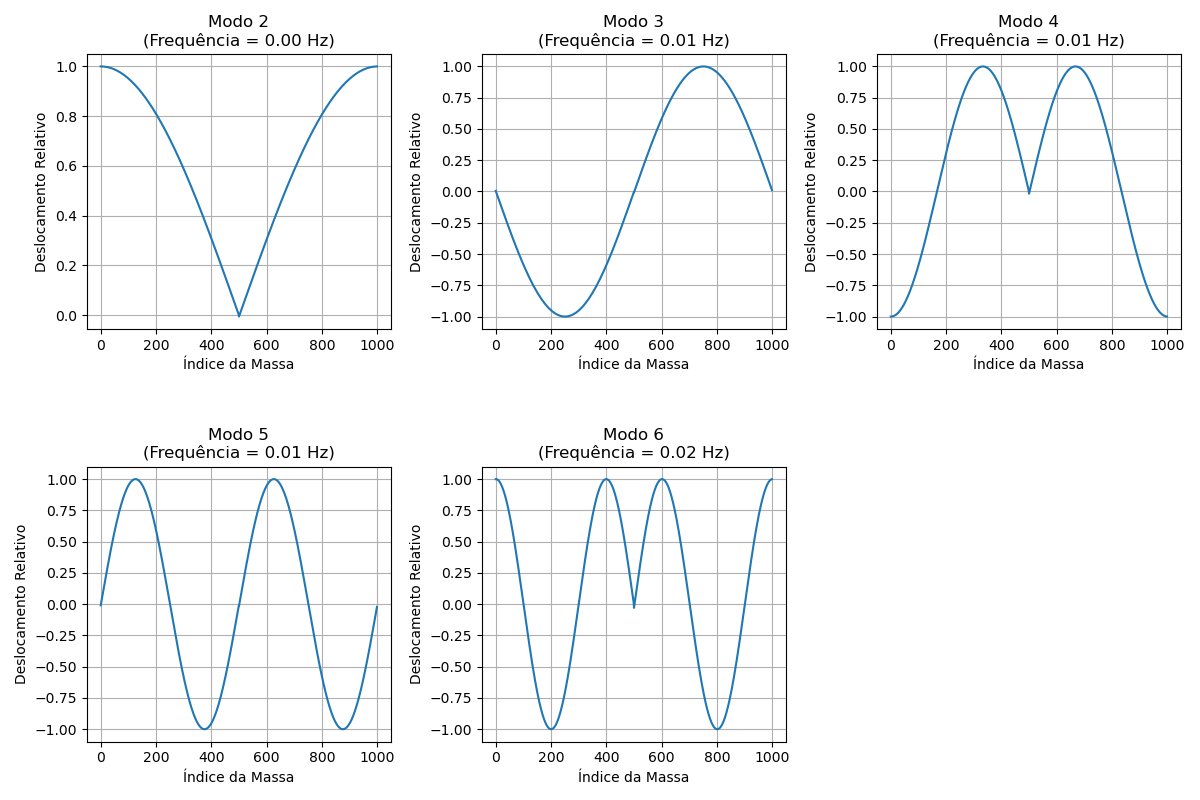 Modo 2
(Frequência = 0.00 Hz)
Deslocamento Relativo
1.0
0.8
0.6
0.4
0.2
0.0
0 200 400 600 800 1000
Índice da Massa
Modo 3
(Frequência = 0.01 Hz)
Deslocamento Relativo
1.00
0.75
0.50
0.25
0.00
−0.25
−0.50
−0.75
−1.00
0 200 400 600 800 1000
Índice da Massa
Modo 4
(Frequência = 0.01 Hz)
Deslocamento Relativo
1.00
0.75
0.50
0.25
0.00
−0.25
−0.50
−0.75
−1.00
0 200 400 600 800 1000
Índice da Massa
Modo 5
(Frequência = 0.01 Hz)
Deslocamento Relativo
1.00
0.75
0.50
0.25
0.00
−0.25
−0.50
−0.75
−1.00
0 200 400 600 800 1000
Índice da Massa
Modo 6
(Frequência = 0.02 Hz)
Deslocamento Relativo
1.00
0.75
0.50
0.25
0.00
−0.25
−0.50
−0.75
−1.00
0 200 400 600 800 1000
Índice da Massa